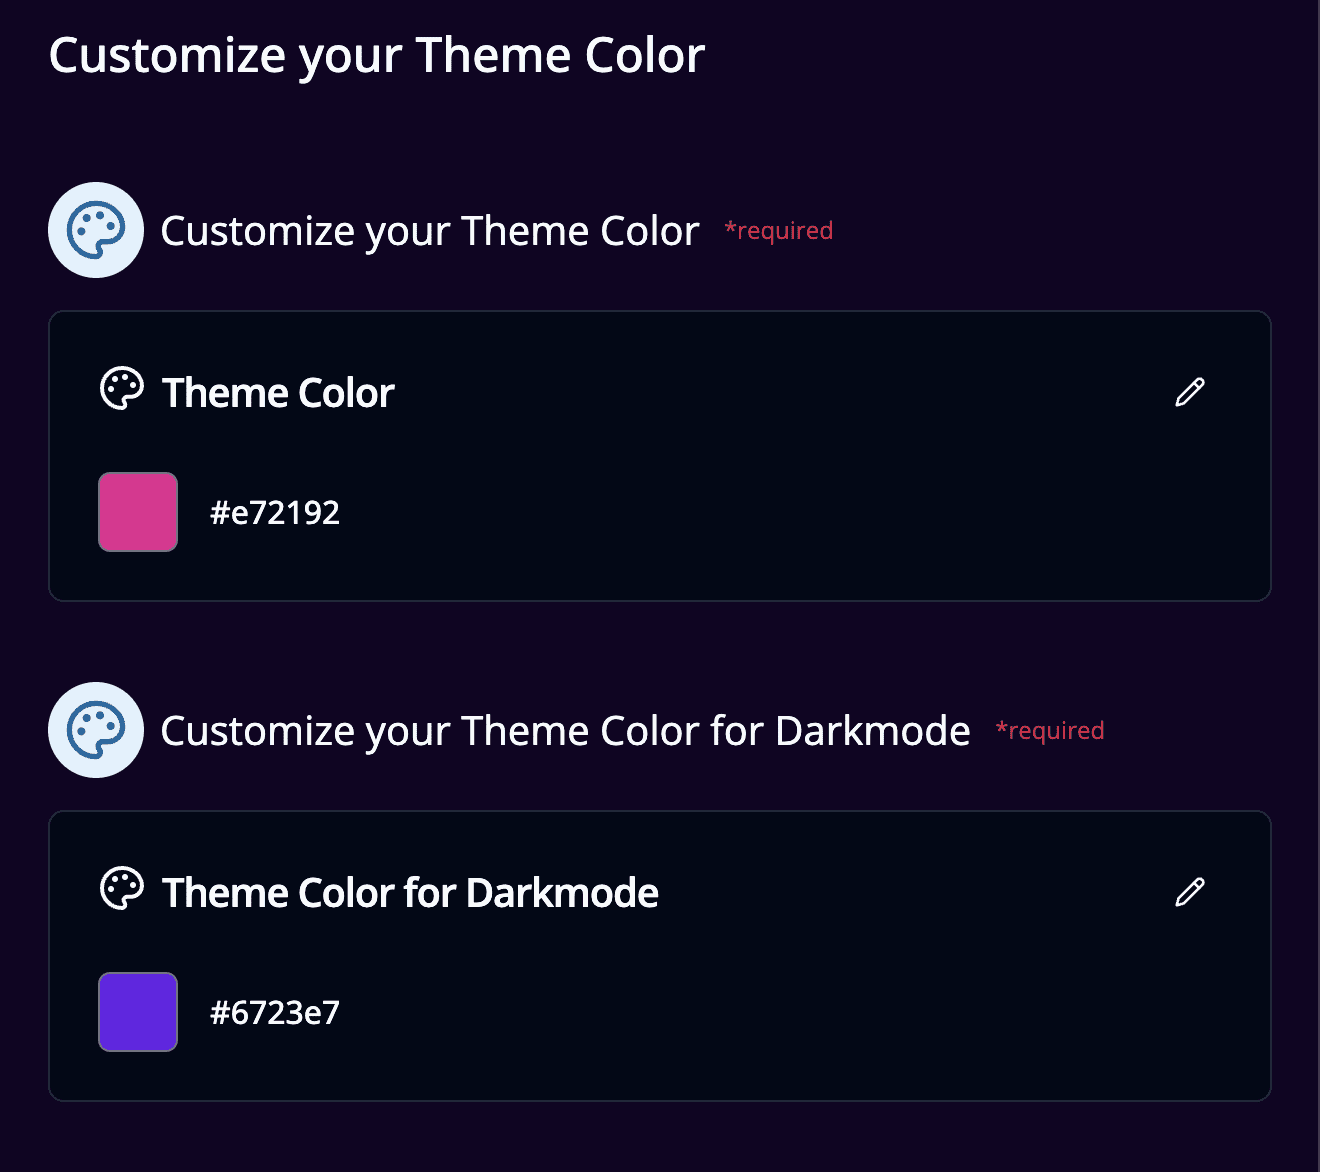 Customize your Theme Color
Customize your Theme Color *required
Theme Color
#e72192
Customize your Theme Color for Darkmode *required
Theme Color for Darkmode
#6723e7